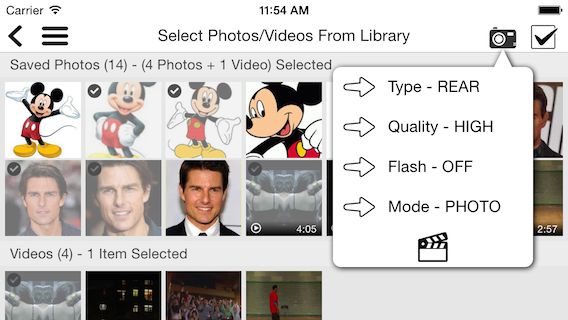 Carrier 11:54 AM
Select Photos/Videos From Library
Saved Photos (14) - (4 Photos + 1 Video) Selected
Type - REAR
Quality - HIGH
Flash - OFF
Mode - PHOTO
4:05
2:57
Videos (4) - 1 Item Selected